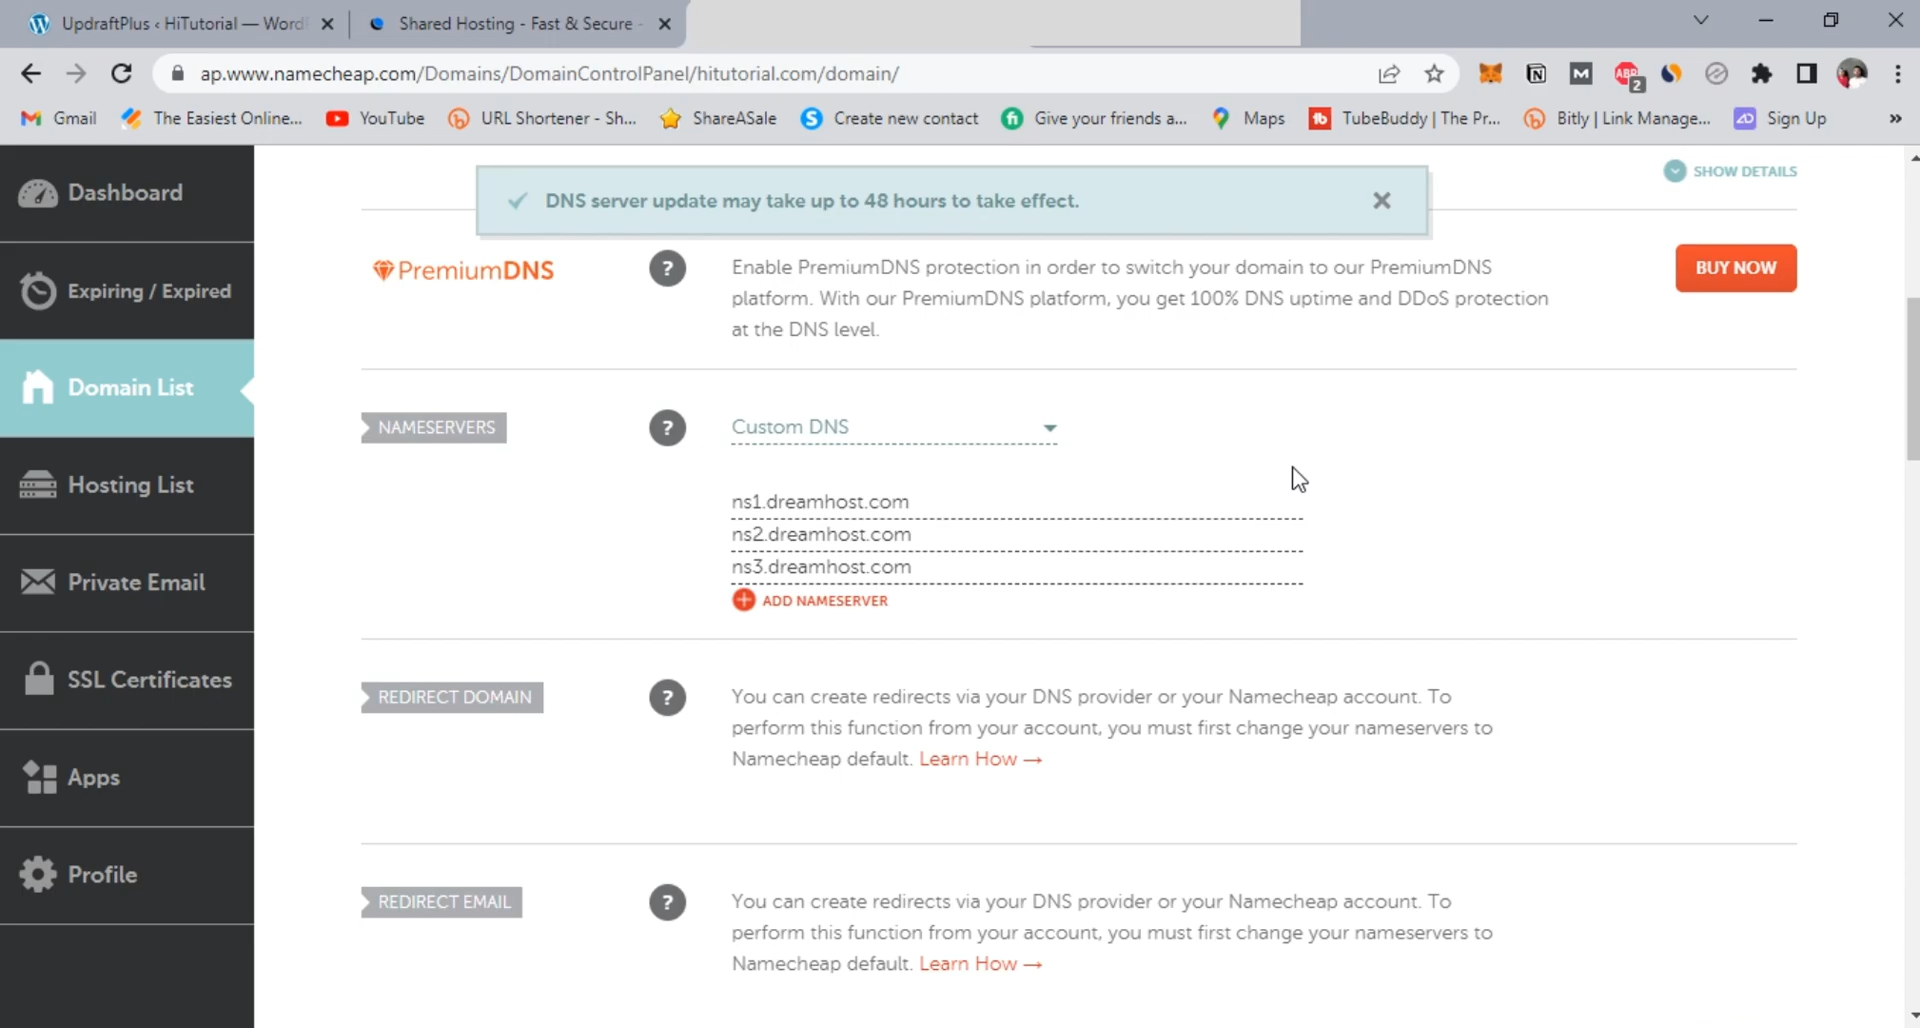 UpdraftPlus ‹ HiTutorial — Word
Shared Hosting - Fast & Secure -
ap.www.namecheap.com/Domains/DomainControlPanel/hitutorial.com/domain/
ABP
2
Gmail
The Easiest Online...
YouTube
URL Shortener - Sh...
ShareASale
Create new contact
Give your friends a...
Maps
TubeBuddy | The Pr...
Bitly | Link Manage...
Sign Up
»
Dashboard
Expiring / Expired
Domain List
Hosting List
Private Email
SSL Certificates
Apps
Profile
DNS server update may take up to 48 hours to take effect.
SHOW DETAILS
PremiumDNS
?
Enable PremiumDNS protection in order to switch your domain to our PremiumDNS
platform. With our PremiumDNS platform, you get 100% DNS uptime and DDoS protection
at the DNS level.
BUY NOW
NAMESERVERS
?
Custom DNS
ns1.dreamhost.com
ns2.dreamhost.com
ns3.dreamhost.com
ADD NAMESERVER
REDIRECT DOMAIN
?
You can create redirects via your DNS provider or your Namecheap account. To
perform this function from your account, you must first change your nameservers to
Namecheap default. Learn How →
REDIRECT EMAIL
?
You can create redirects via your DNS provider or your Namecheap account. To
perform this function from your account, you must first change your nameservers to
Namecheap default. Learn How →